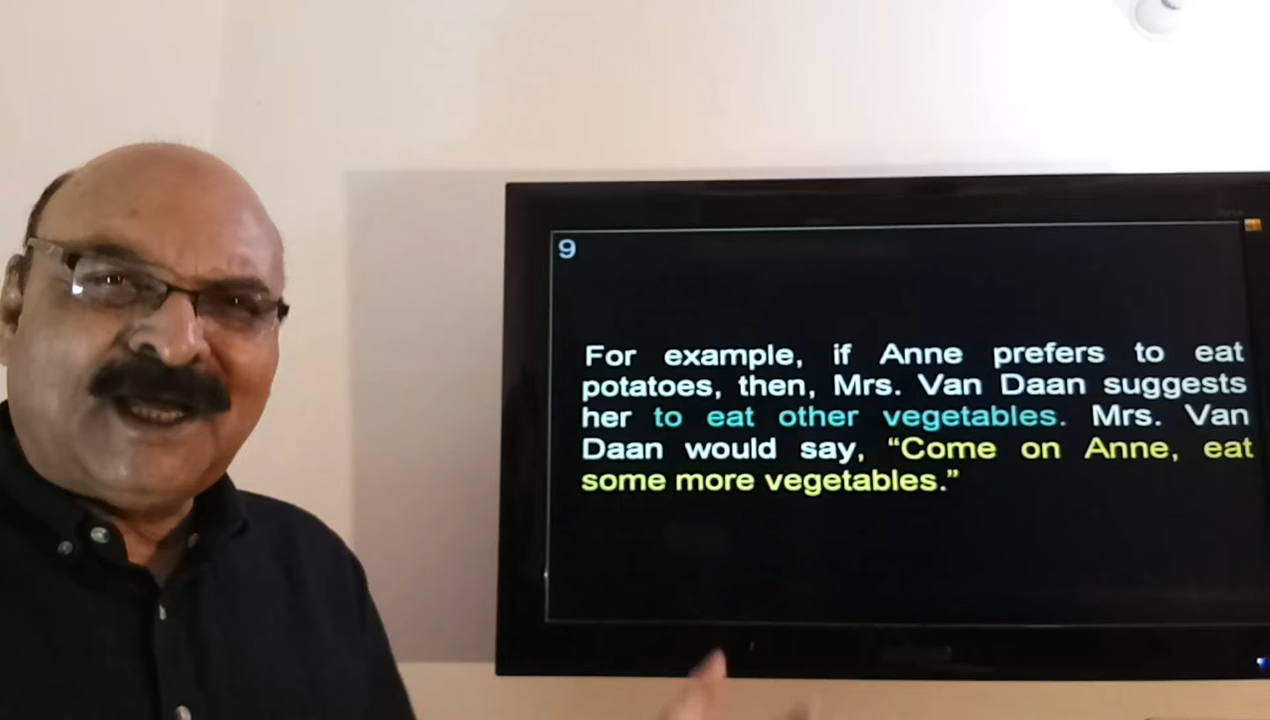 9
For example, if Anne prefers to eat
potatoes, then, Mrs. Van Daan suggests
her to eat other vegetables. Mrs. Van
Daan would say, “Come on Anne, eat
some more vegetables.”